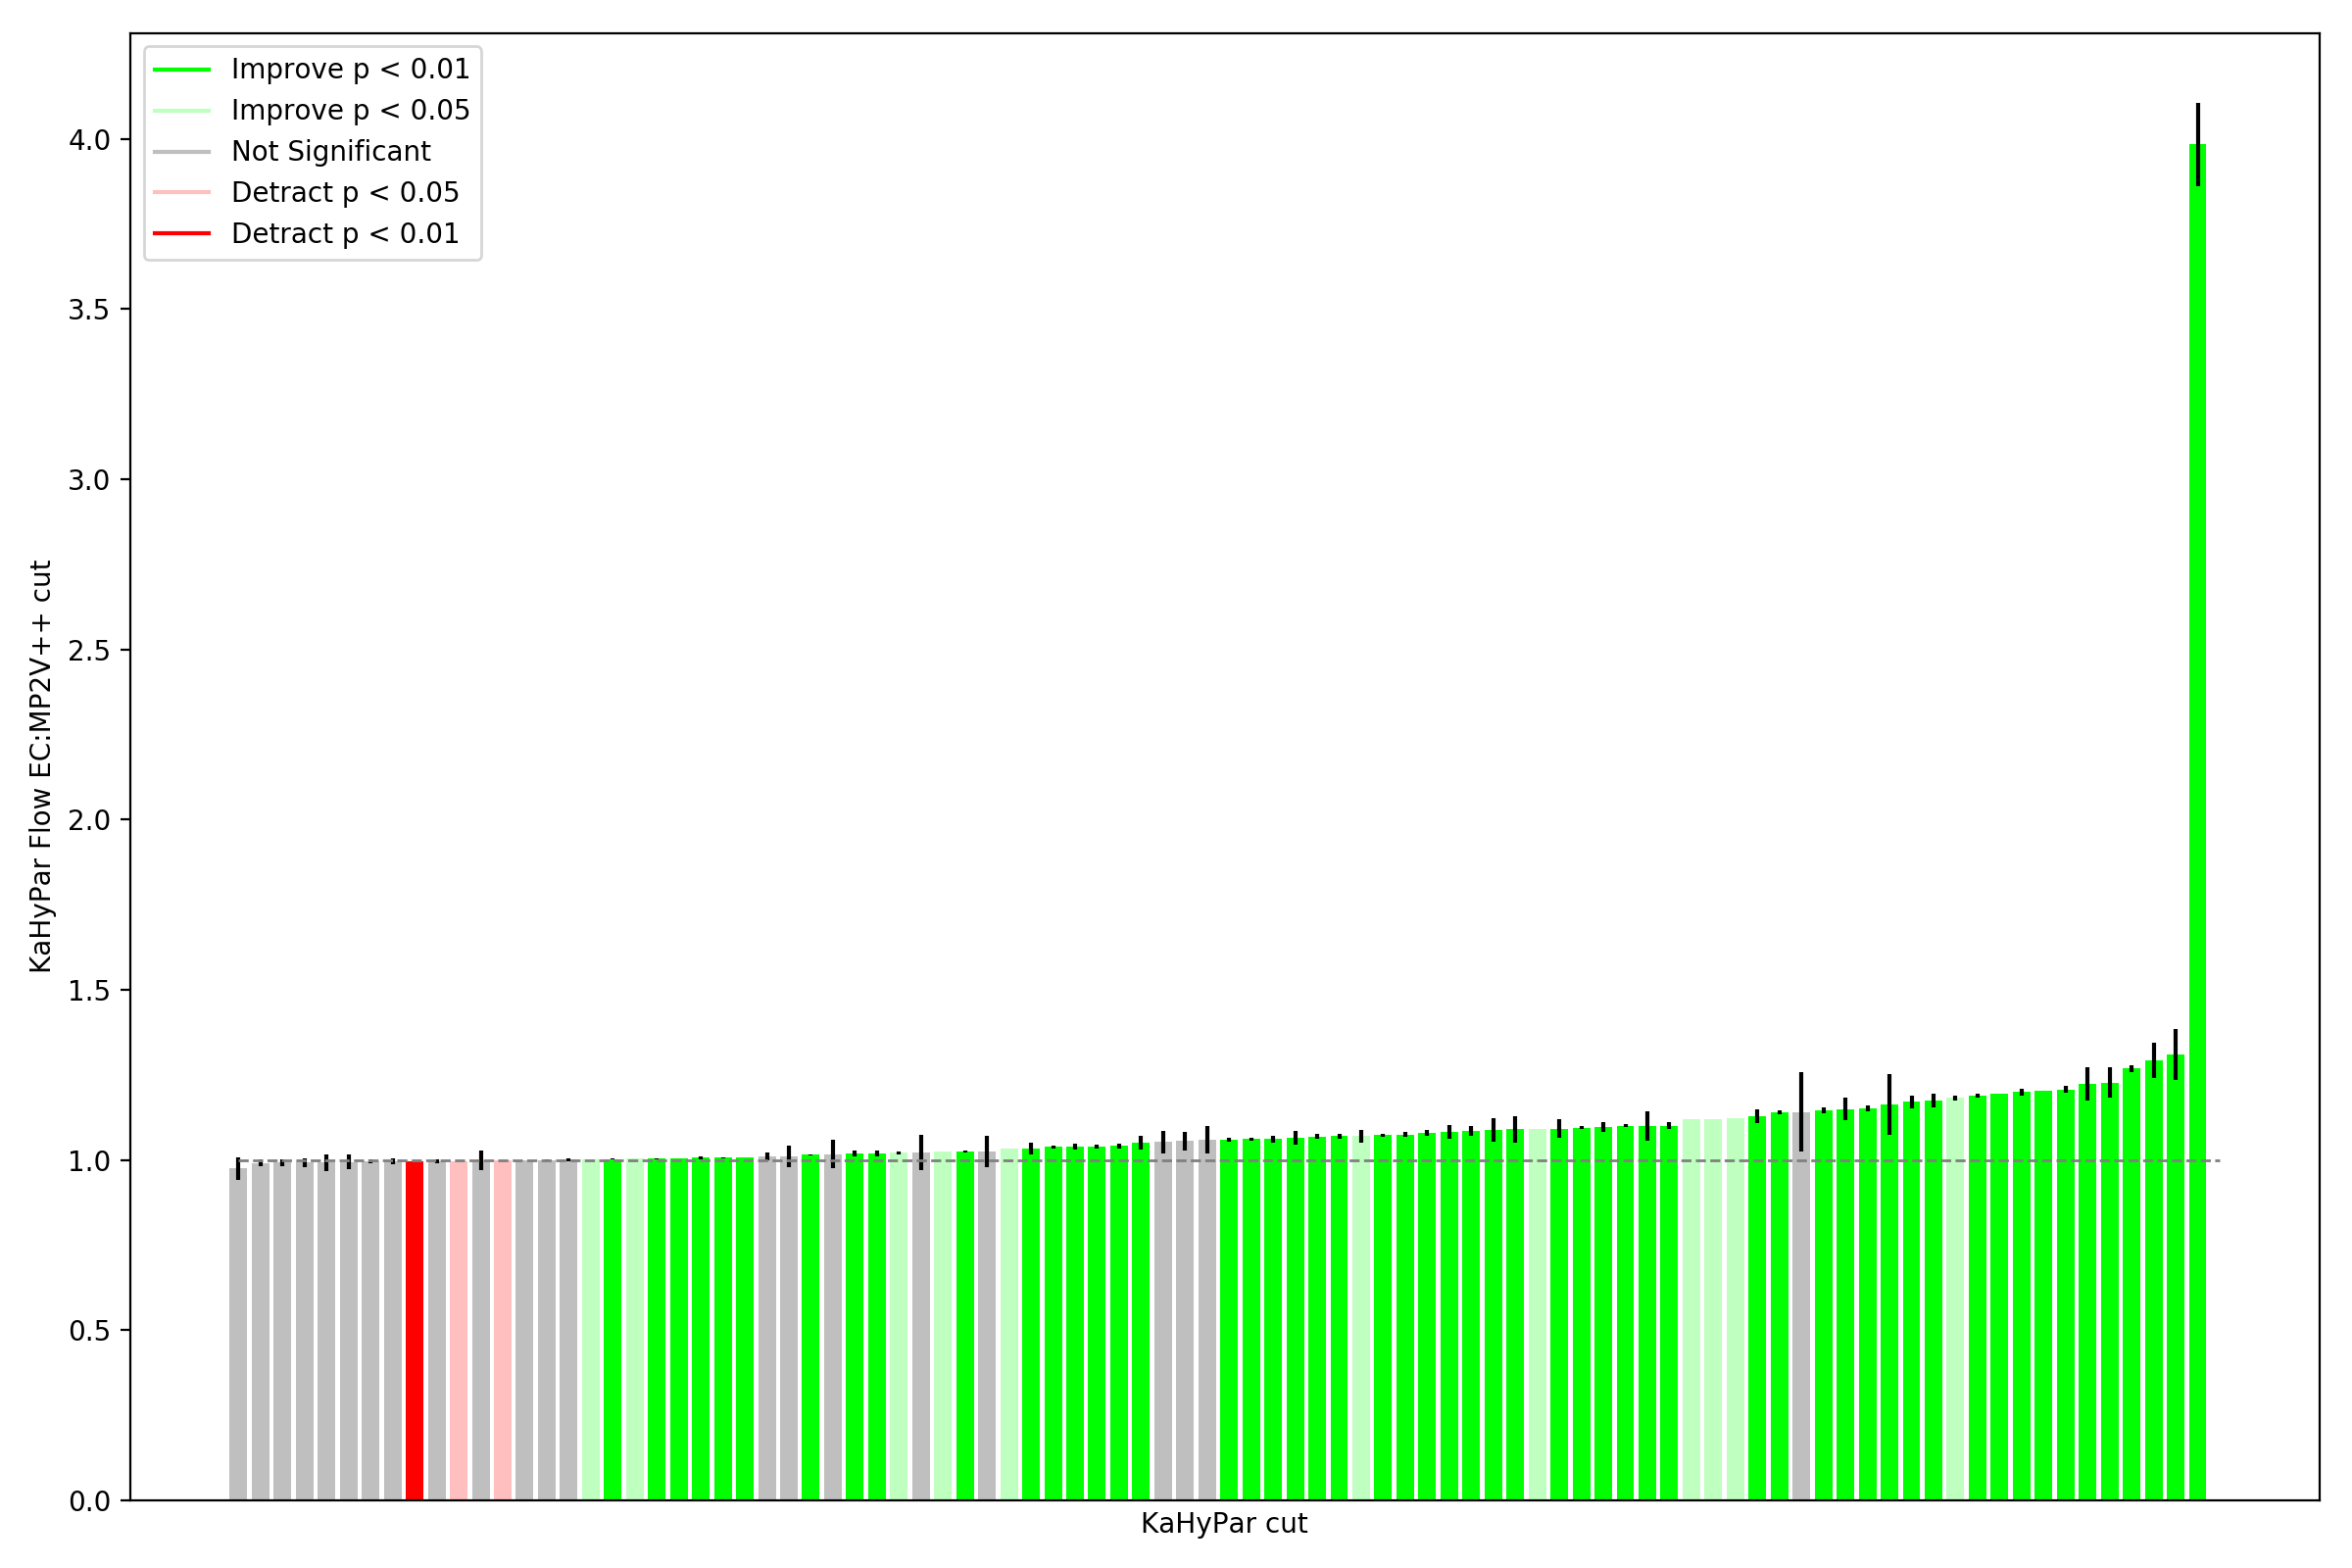 Improve p < 0.01
Improve p < 0.05
Not Significant
Detract p < 0.05
Detract p < 0.01
4.0
3.5
3.0
2.5
2.0
1.5
1.0
0.5
0.0
KaHyPar Flow EC:MP2V++ cut
KaHyPar cut